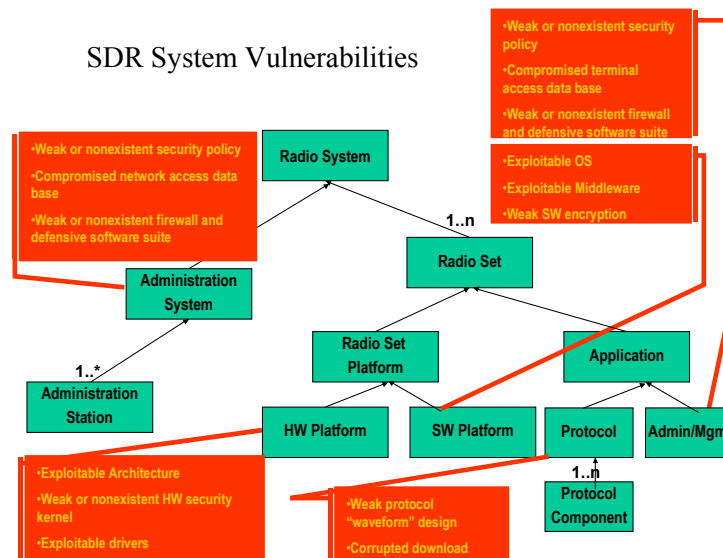 SDR System Vulnerabilities
•Weak or nonexistent security
policy
•Compromised terminal
access data base
•Weak or nonexistent firewall
and defensive software suite
•Weak or nonexistent security policy
•Compromised network access data
base
•Weak or nonexistent firewall and
defensive software suite
Radio System
•Exploitable OS
•Exploitable Middleware
•Weak SW encryption
1..n
Radio Set
Administration
System
Radio Set
Platform
Application
1..*
Administration
Station
HW Platform
SW Platform
Protocol
Admin/Mgm
•Exploitable Architecture
•Weak or nonexistent HW security
kernel
•Exploitable drivers
•Weak protocol
“waveform” design
•Corrupted download
1..n
Protocol
Component